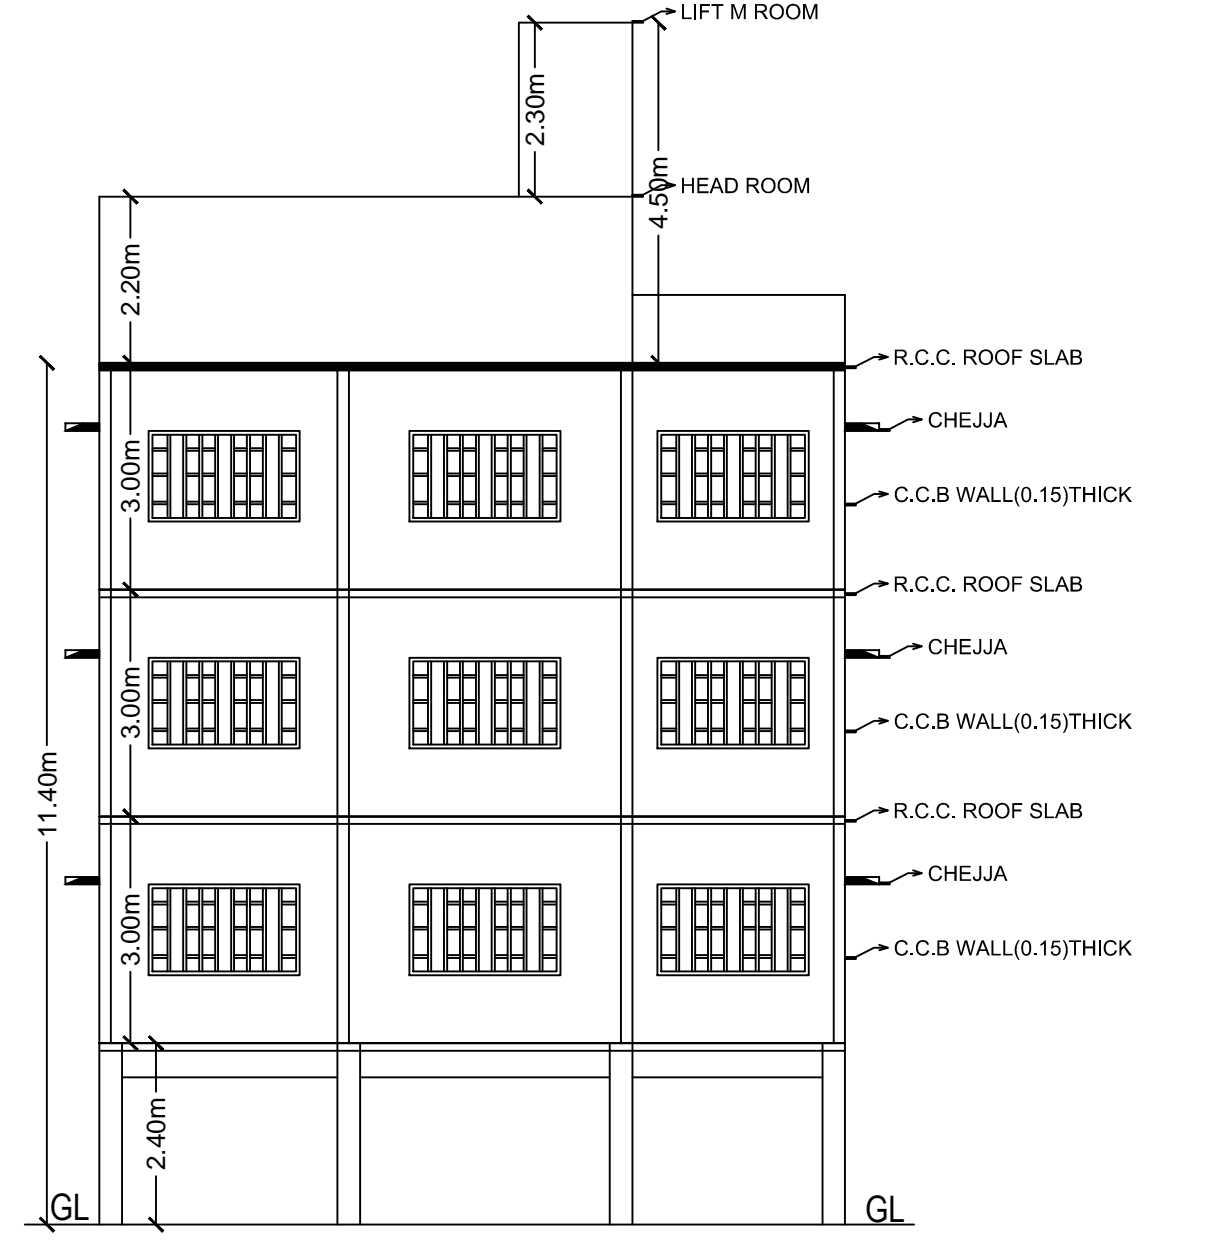 LIFT M ROOM
2.30m
4.50m
HEAD ROOM
2.20m
R.C.C. ROOF SLAB
CHEJJA
3.00m
C.C.B WALL(0.15)THICK
R.C.C. ROOF SLAB
CHEJJA
3.00m
C.C.B WALL(0.15)THICK
11.40m
R.C.C. ROOF SLAB
CHEJJA
3.00m
C.C.B WALL(0.15)THICK
2.40m
GL
GL